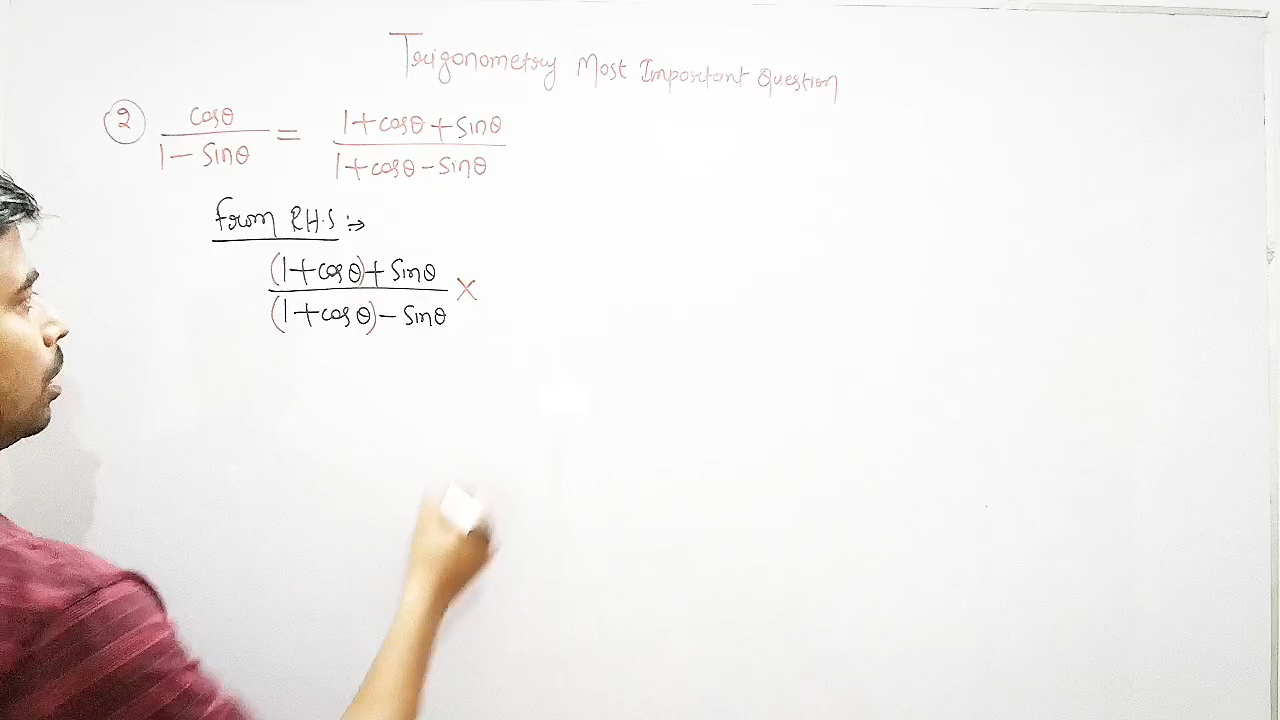 Trigonometry Most Important Question
2 cosθ / 1 - sinθ = 1 + cosθ + sinθ / 1 + cosθ - sinθ
from R.H.S :→
(1 + cosθ) + sinθ / (1 + cosθ) - sinθ ×